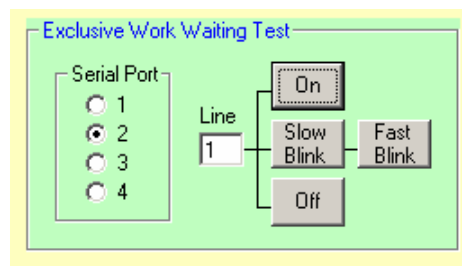 Exclusive Work Waiting Test
Serial Port
1
2
3
4
Line
1
On
Slow
Blink
Fast
Blink
Off